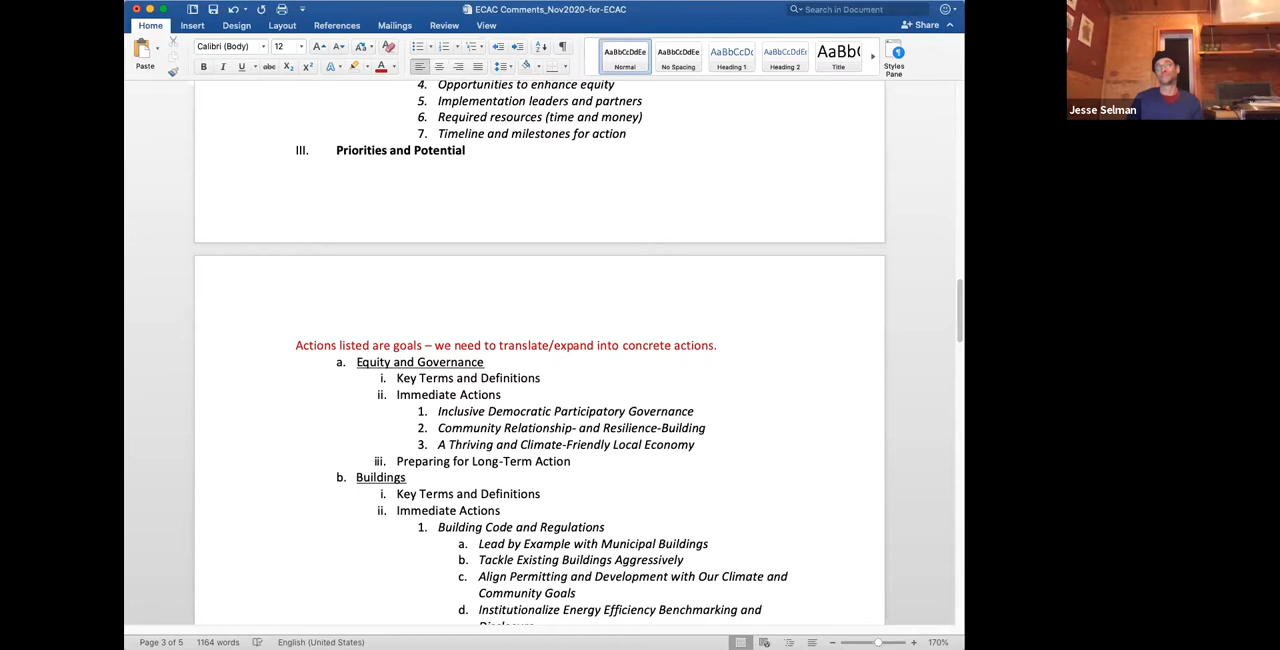 ECAC Comments_Nov2020-for-ECAC
Search in Document
Home Insert Design Draw Layout References Mailings Review View
Share
Paste
Calibri (Body) 12
AaBbCcDdEe AaBbCcDdEe AaBbCcDc AaBbCcDdEe AaBb(
Normal No Spacing Heading 1 Heading 2 Title
Styles
Pane
4. Opportunities to enhance equity
5. Implementation leaders and partners
6. Required resources (time and money)
7. Timeline and milestones for action
III. Priorities and Potential
Actions listed are goals – we need to translate/expand into concrete actions.
a. Equity and Governance
i. Key Terms and Definitions
ii. Immediate Actions
1. Inclusive Democratic Participatory Governance
2. Community Relationship- and Resilience-Building
3. A Thriving and Climate-Friendly Local Economy
iii. Preparing for Long-Term Action
b. Buildings
i. Key Terms and Definitions
ii. Immediate Actions
1. Building Code and Regulations
a. Lead by Example with Municipal Buildings
b. Tackle Existing Buildings Aggressively
c. Align Permitting and Development with Our Climate and
Community Goals
d. Institutionalize Energy Efficiency Benchmarking and
Page 3 of 5 1164 words English (United States) 170%
Jesse Selman